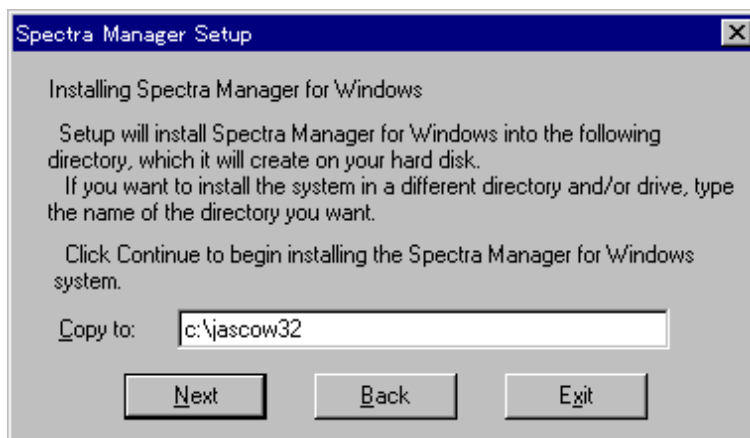 Spectra Manager Setup
Installing Spectra Manager for Windows
Setup will install Spectra Manager for Windows into the following
directory, which it will create on your hard disk.
If you want to install the system in a different directory and/or drive, type
the name of the directory you want.
Click Continue to begin installing the Spectra Manager for Windows
system.
Copy to: c:\jascow32
Next Back Exit